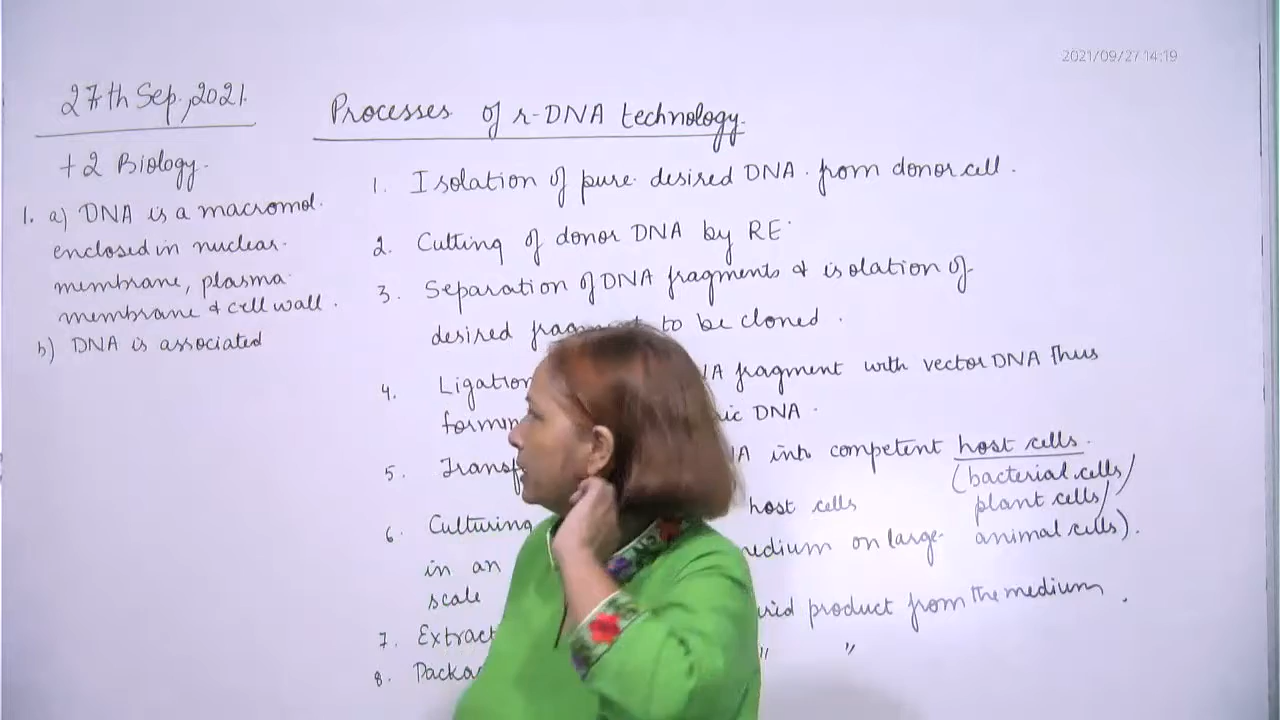 2021/09/27 14:19
27th Sep, 2021.
Processes of r-DNA technology.
+2 Biology.
1. a) DNA is a macromol.
enclosed in nuclear
membrane, plasma
membrane & cell wall.
b) DNA is associated
1. Isolation of pure desired DNA from donor cell.
2. Cutting of donor DNA by RE.
3. Separation of DNA fragments & isolation of
desired to be cloned.
4. Ligation fragment with vector DNA thus
DNA.
5. into competent host cells.
(bacterial cells/
plant cells/
animal cells).
6. Culturing host cells
in an on large
scale
7. product from the medium.
8. " "